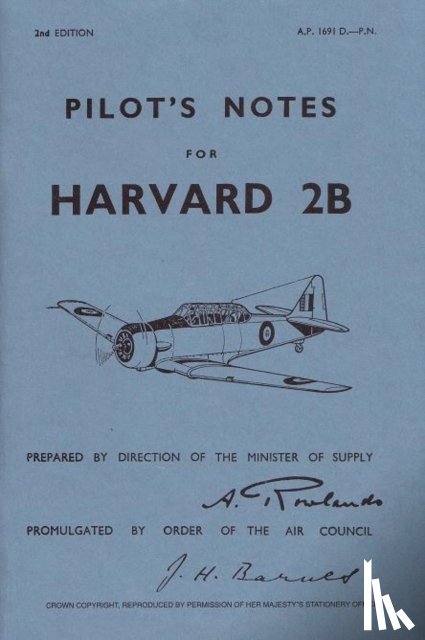 2nd EDITION
A.P. 1691 D.—P.N.
PILOT'S NOTES
FOR
HARVARD 2B
PREPARED BY DIRECTION OF THE MINISTER OF SUPPLY
A. Rowlands
PROMULGATED BY ORDER OF THE AIR COUNCIL
J. H. Barnes
CROWN COPYRIGHT, REPRODUCED BY PERMISSION OF HER MAJESTY'S STATIONERY